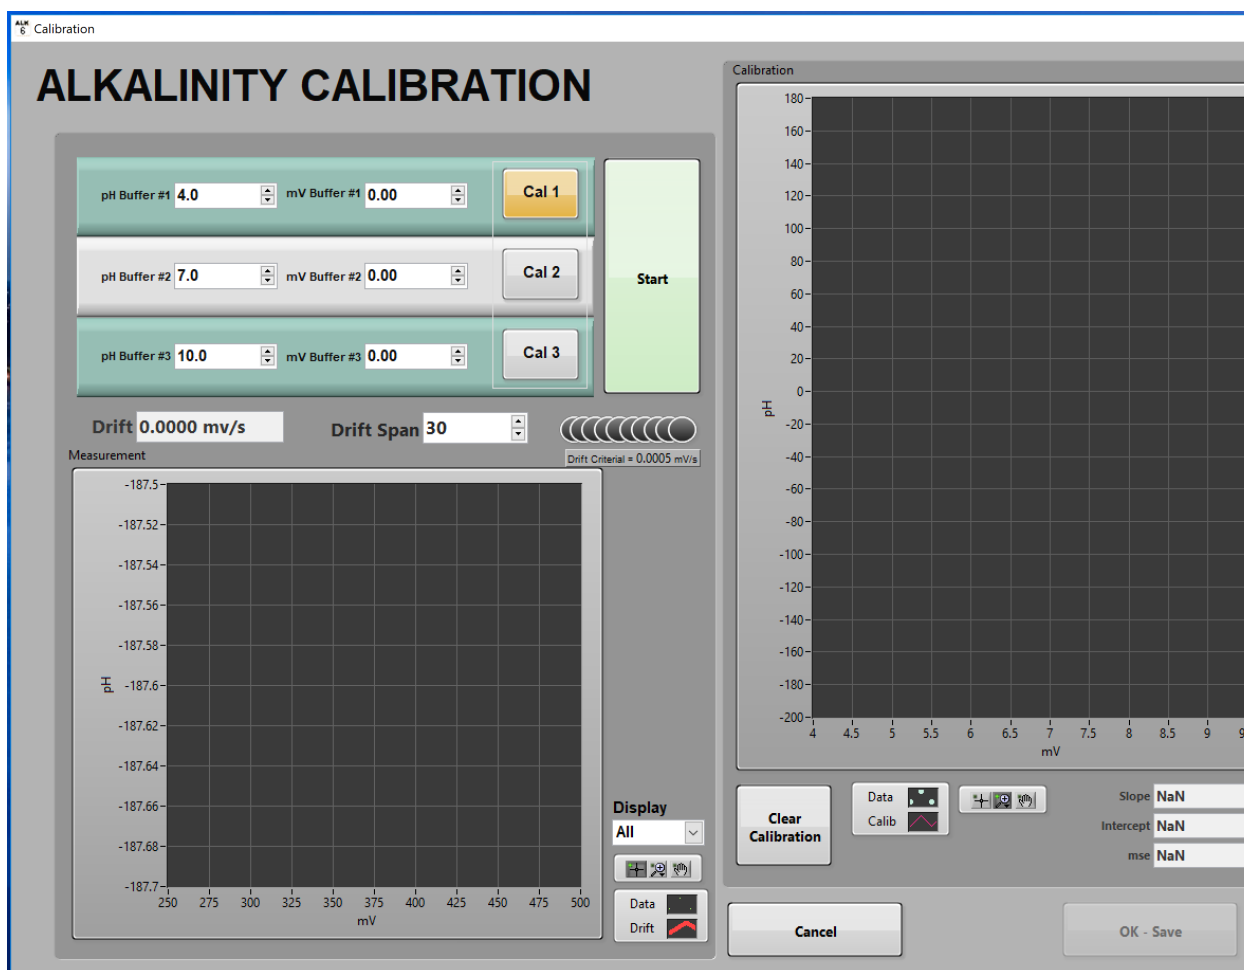 ALK
6 Calibration
ALKALINITY CALIBRATION
pH Buffer #1 4.0 mV Buffer #1 0.00 Cal 1
pH Buffer #2 7.0 mV Buffer #2 0.00 Cal 2
pH Buffer #3 10.0 mV Buffer #3 0.00 Cal 3
Start
Drift 0.0000 mv/s Drift Span 30
Drift Criterial = 0.0005 mV/s
Measurement
-187.5
-187.52
-187.54
-187.56
-187.58
-187.6
-187.62
-187.64
-187.66
-187.68
-187.7
pH
250 275 300 325 350 375 400 425 450 475 500
mV
Display
All
Data
Drift
Calibration
180
160
140
120
100
80
60
40
20
0
-20
-40
-60
-80
-100
-120
-140
-160
-180
-200
pH
4 4.5 5 5.5 6 6.5 7 7.5 8 8.5 9
mV
Clear
Calibration
Data
Calib
Slope NaN
Intercept NaN
mse NaN
Cancel
OK - Save